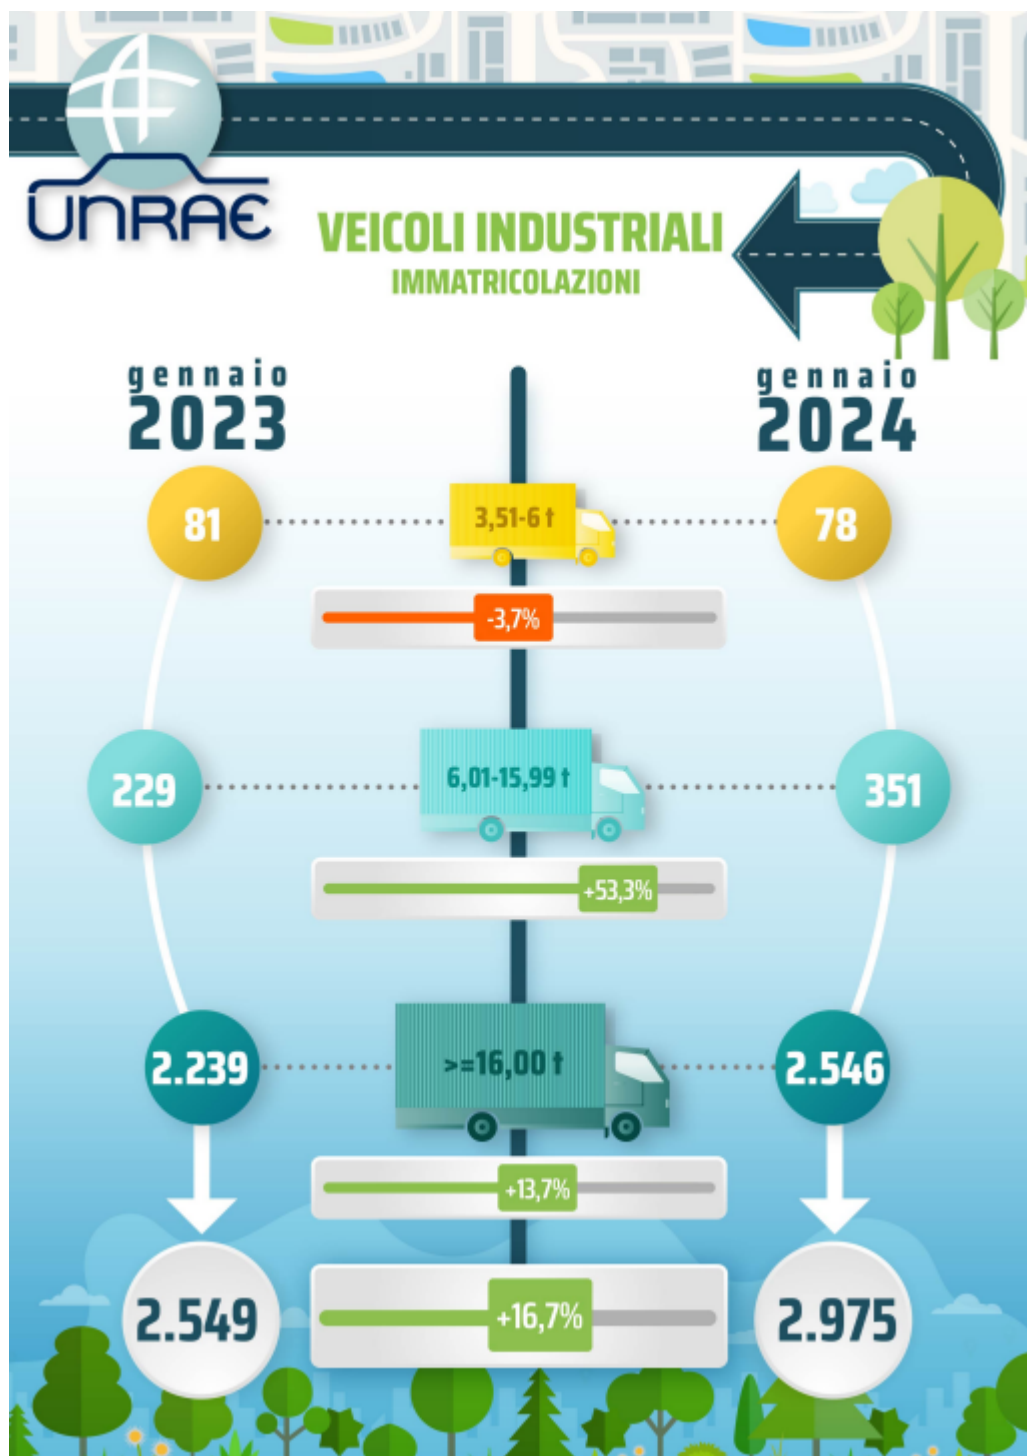 UNRAE
VEICOLI INDUSTRIALI
IMMATRICOLAZIONI
gennaio
2023
gennaio
2024
81
3,51-6 t
78
-3,7%
229
6,01-15,99 t
351
+53,3%
2.239
>=16,00 t
2.546
+13,7%
2.549
+16,7%
2.975